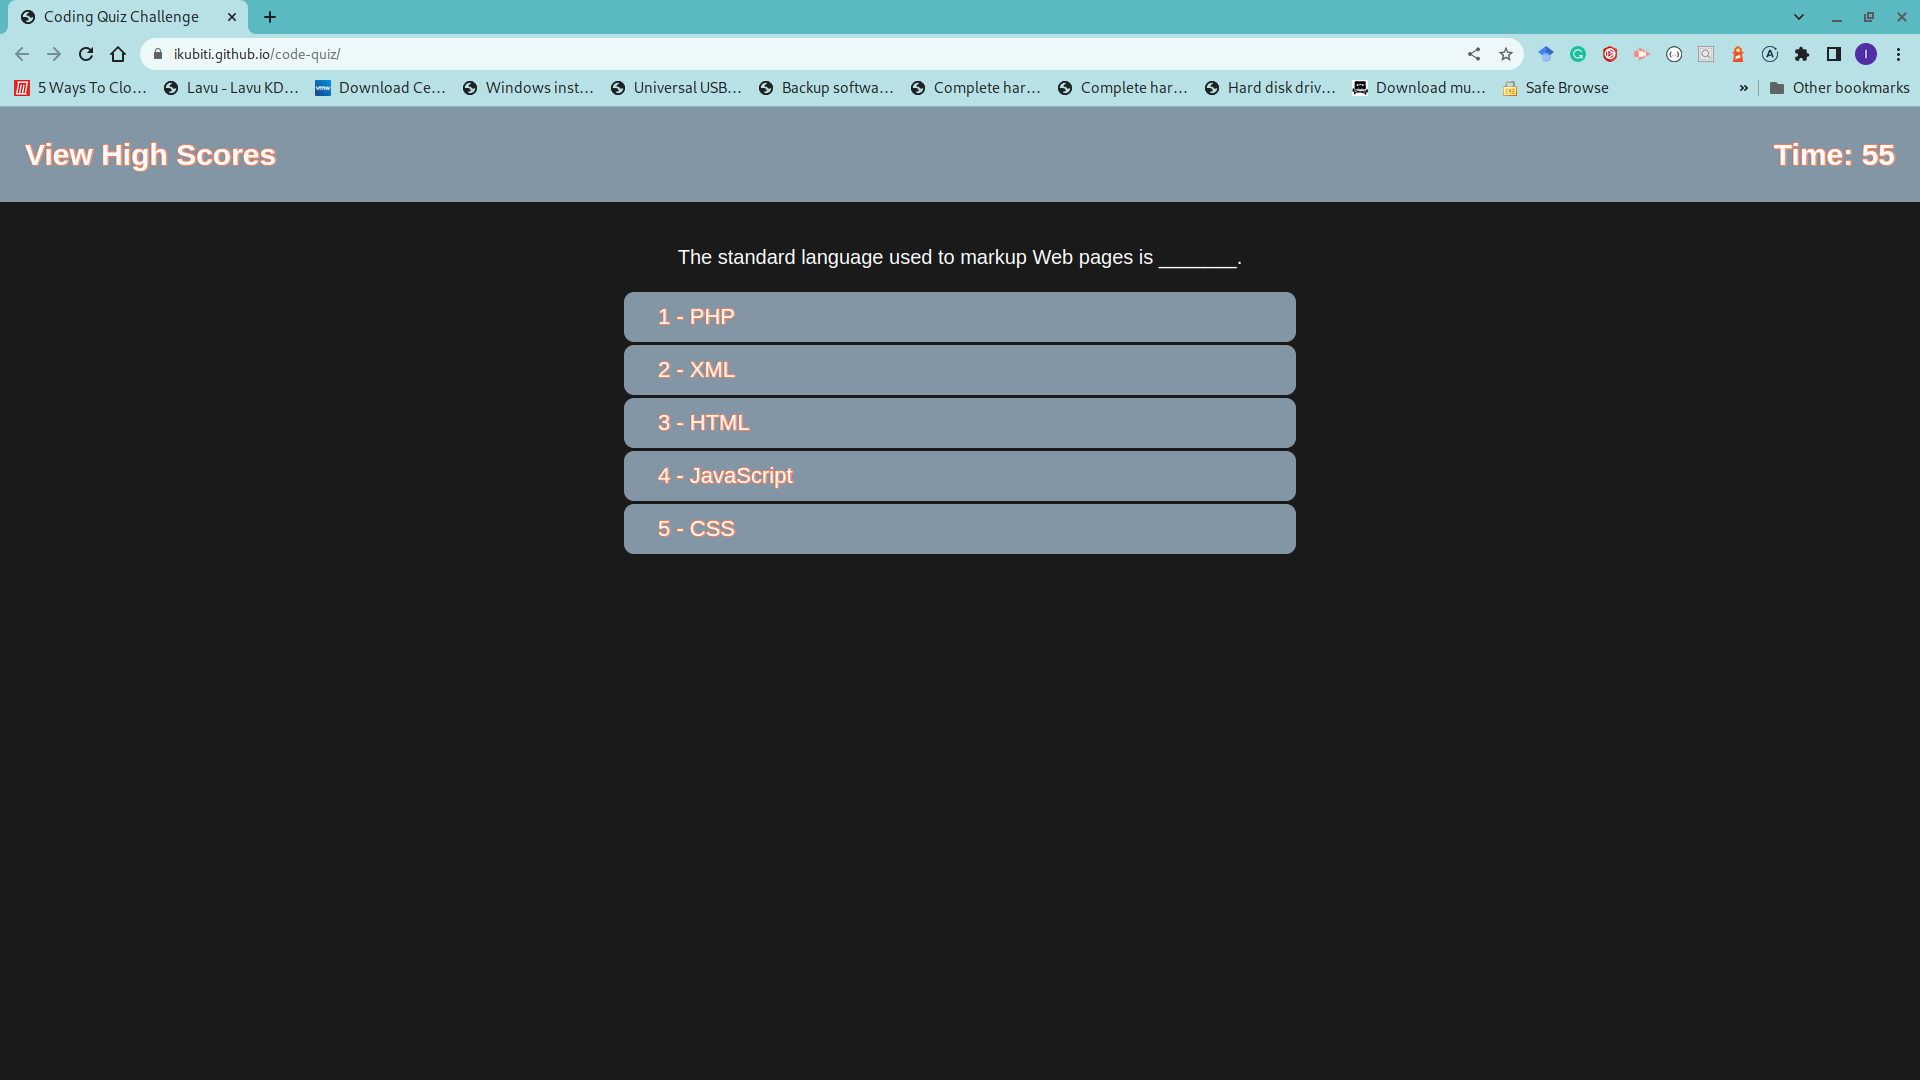 Coding Quiz Challenge
ikubiti.github.io/code-quiz/
5 Ways To Clo... Lavu - Lavu KD... vmw Download Ce... Windows inst... Universal USB... Backup softwa... Complete har... Complete har... Hard disk driv... Download mu... Safe Browse » Other bookmarks
View High Scores Time: 55
The standard language used to markup Web pages is _______.
1 - PHP
2 - XML
3 - HTML
4 - JavaScript
5 - CSS